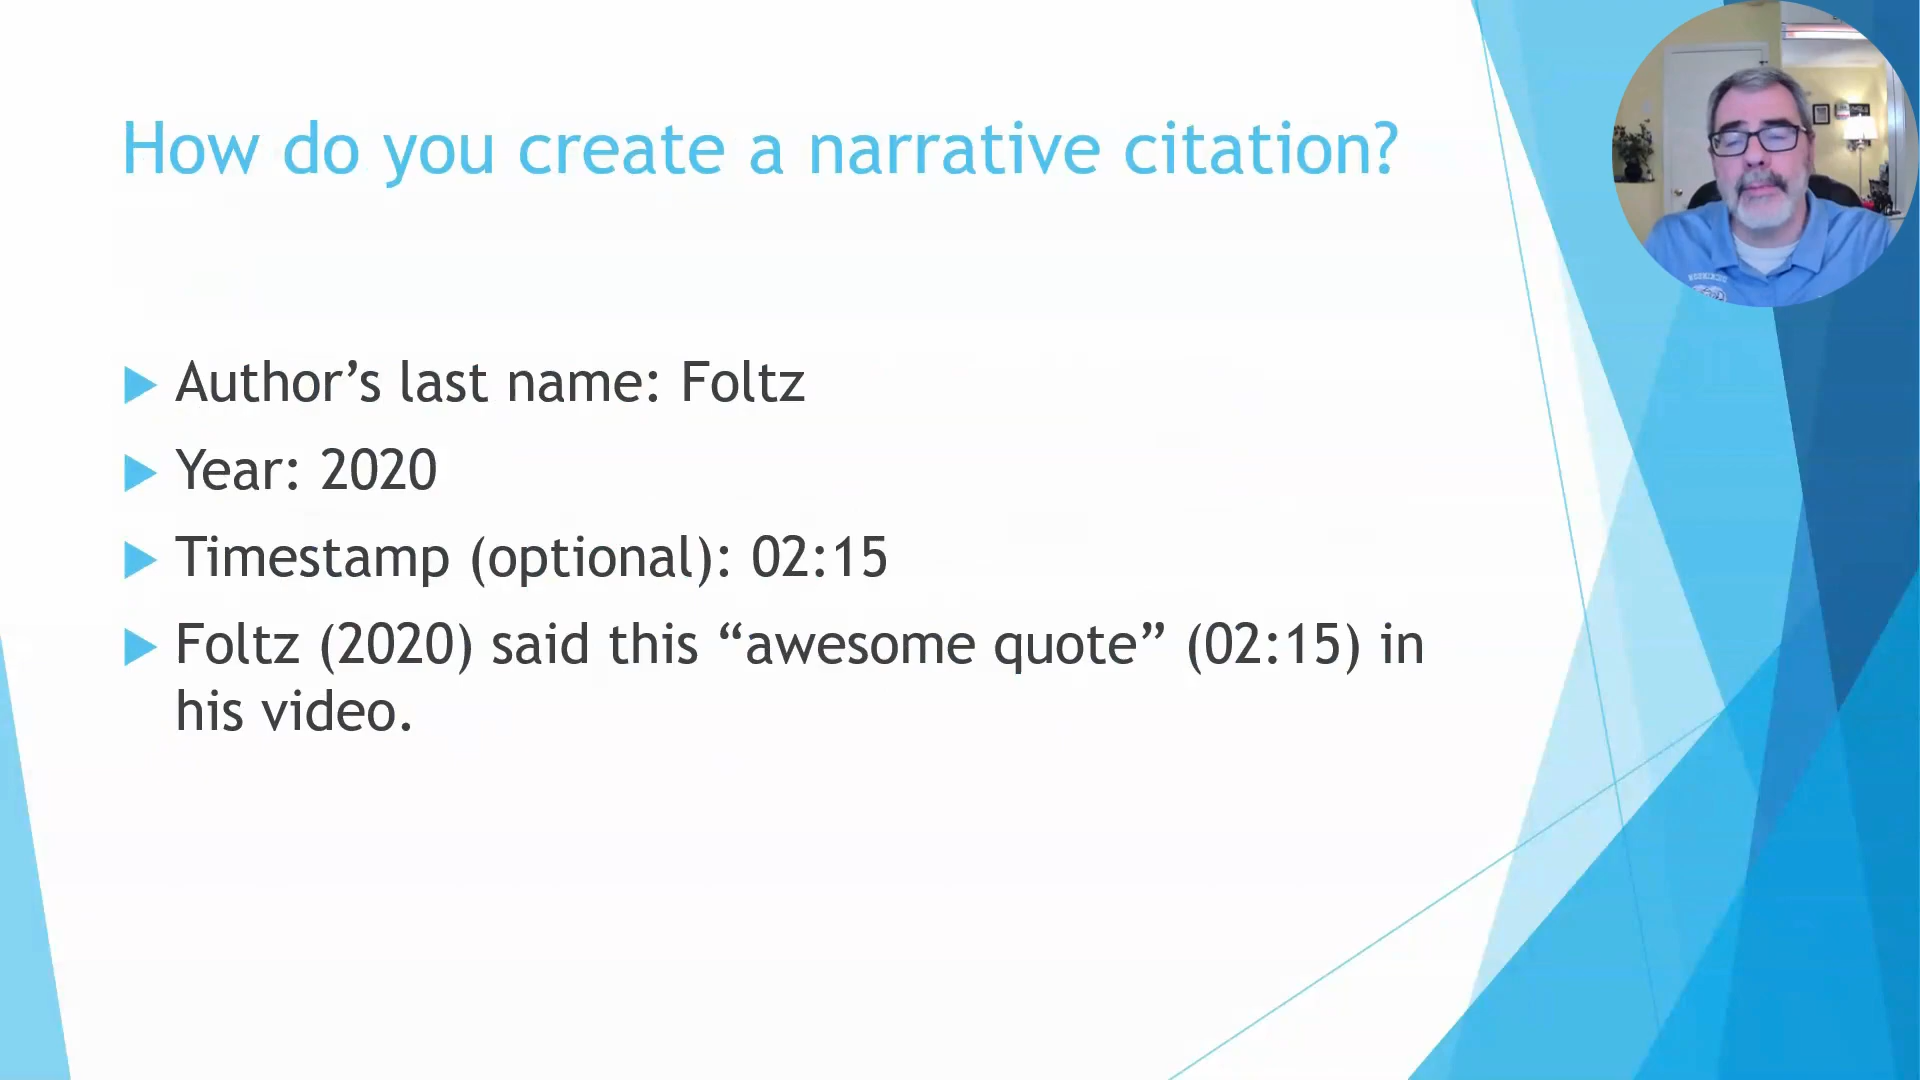 How do you create a narrative citation?
Author’s last name: Foltz
Year: 2020
Timestamp (optional): 02:15
Foltz (2020) said this “awesome quote” (02:15) in
his video.